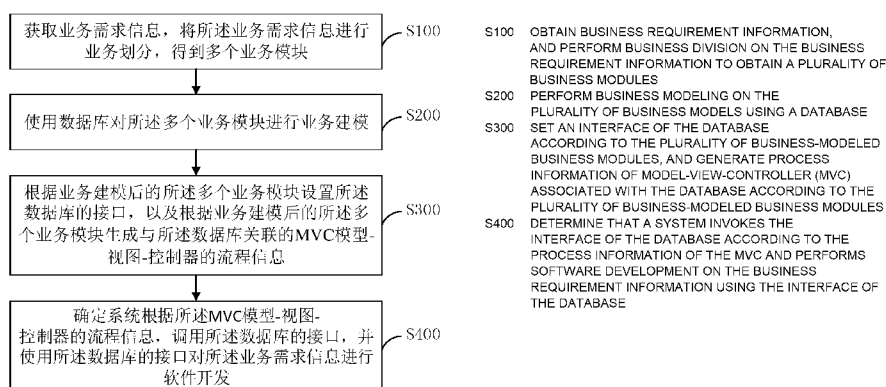 获取业务需求信息，将所述业务需求信息进行
业务划分，得到多个业务模块
S100
使用数据库对所述多个业务模块进行业务建模
S200
根据业务建模后的所述多个业务模块设置所述
数据库的接口，以及根据业务建模后的所述多
个业务模块生成与所述数据库关联的MVC模型-
视图-控制器的流程信息
S300
确定系统根据所述MVC模型-视图-
控制器的流程信息，调用所述数据库的接口，并
使用所述数据库的接口对所述业务需求信息进行
软件开发
S400
S100 OBTAIN BUSINESS REQUIREMENT INFORMATION,
AND PERFORM BUSINESS DIVISION ON THE BUSINESS
REQUIREMENT INFORMATION TO OBTAIN A PLURALITY OF
BUSINESS MODULES
S200 PERFORM BUSINESS MODELING ON THE
PLURALITY OF BUSINESS MODELS USING A DATABASE
S300 SET AN INTERFACE OF THE DATABASE
ACCORDING TO THE PLURALITY OF BUSINESS-MODELED
BUSINESS MODULES, AND GENERATE PROCESS
INFORMATION OF MODEL-VIEW-CONTROLLER (MVC)
ASSOCIATED WITH THE DATABASE ACCORDING TO THE
PLURALITY OF BUSINESS-MODELED BUSINESS MODULES
S400 DETERMINE THAT A SYSTEM INVOKES THE
INTERFACE OF THE DATABASE ACCORDING TO THE
PROCESS INFORMATION OF THE MVC AND PERFORMS
SOFTWARE DEVELOPMENT ON THE BUSINESS
REQUIREMENT INFORMATION USING THE INTERFACE OF
THE DATABASE